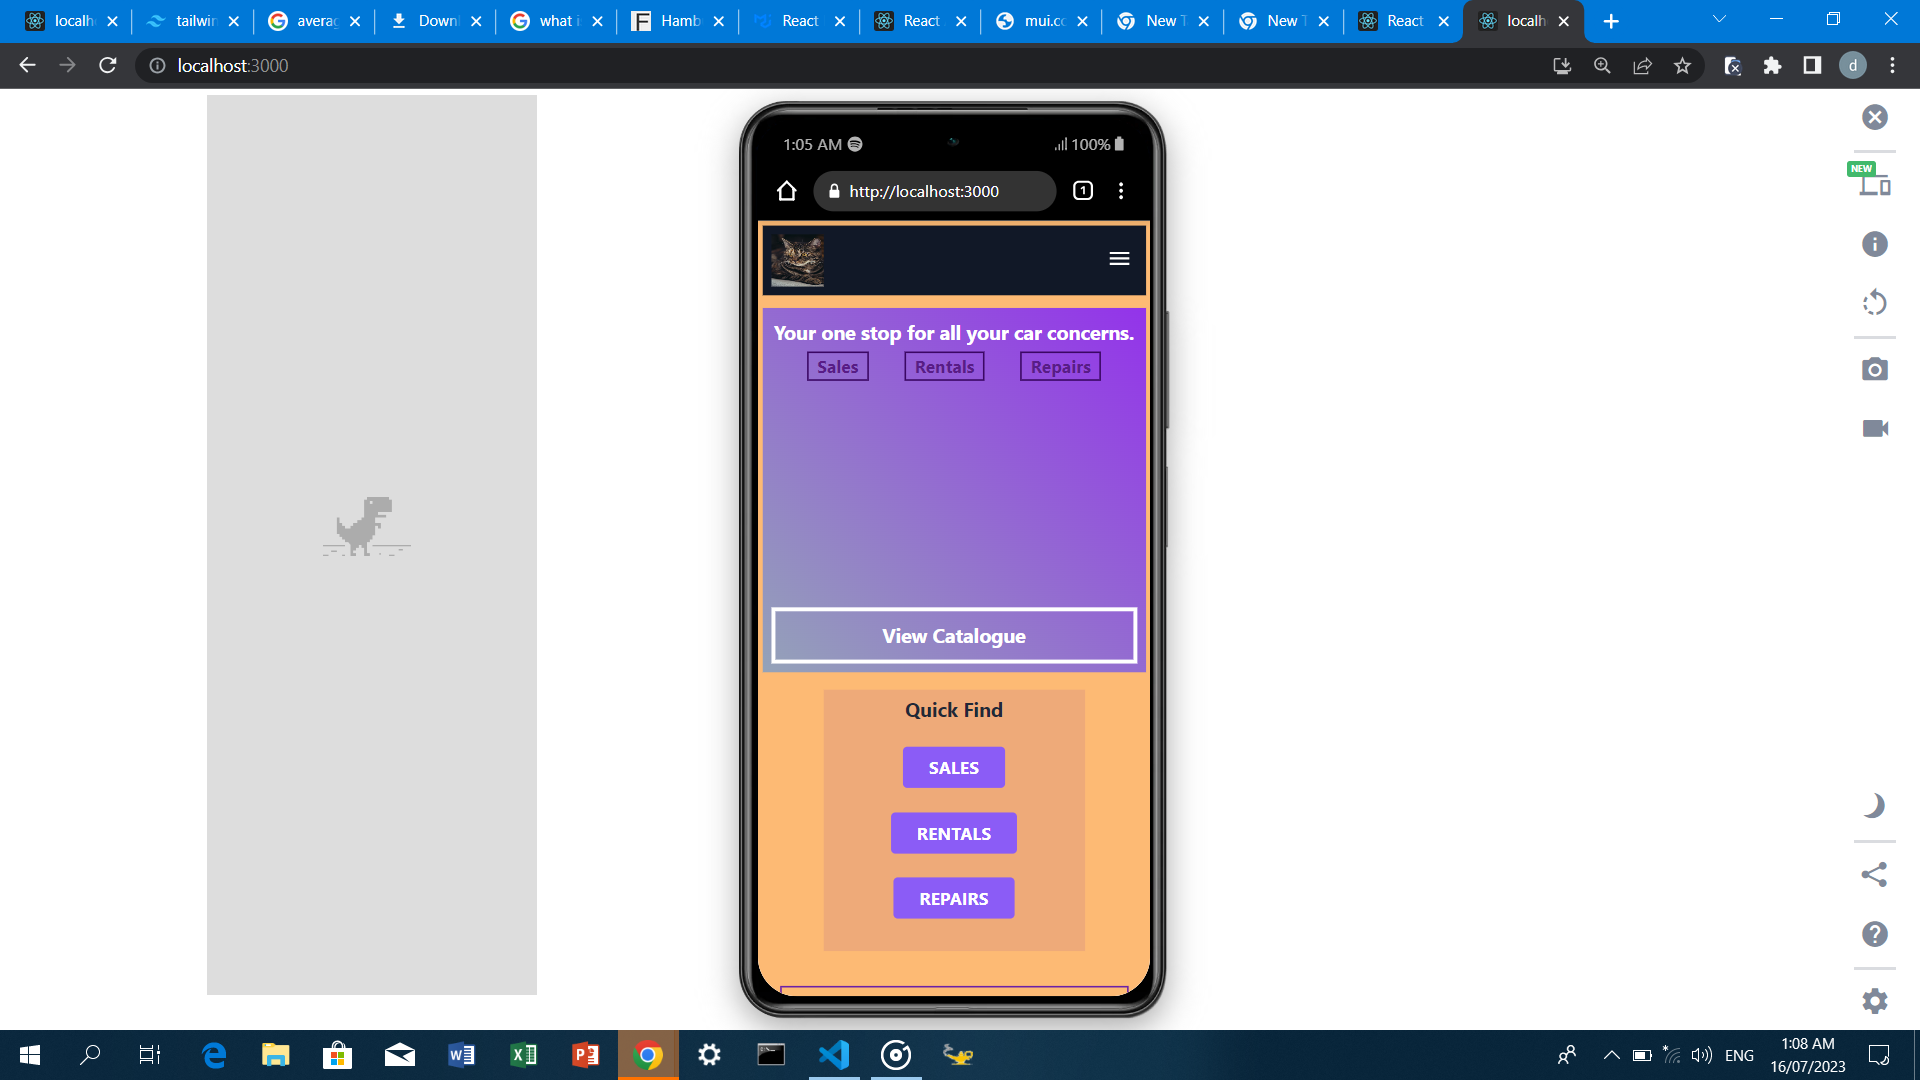 localh
tailwin
averag
Downl
what i
Hamb
React
React
mui.co
New T
New T
React
localh
localhost:3000
d
NEW
1:05 AM
100%
http://localhost:3000
1
Your one stop for all your car concerns.
Sales
Rentals
Repairs
View Catalogue
Quick Find
SALES
RENTALS
REPAIRS
ENG
1:08 AM
16/07/2023